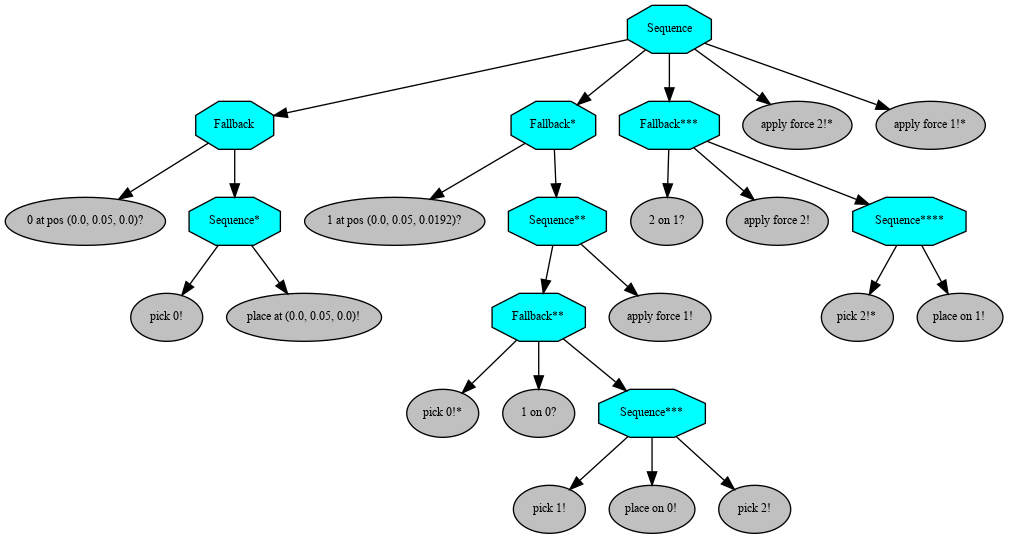 Sequence
Fallback
Fallback*
Fallback***
apply force 2!*
apply force 1!*
0 at pos (0.0, 0.05, 0.0)?
Sequence*
1 at pos (0.0, 0.05, 0.0192)?
Sequence**
2 on 1?
apply force 2!
Sequence****
pick 0!
place at (0.0, 0.05, 0.0)!
Fallback**
apply force 1!
pick 2!*
place on 1!
pick 0!*
1 on 0?
Sequence***
pick 1!
place on 0!
pick 2!